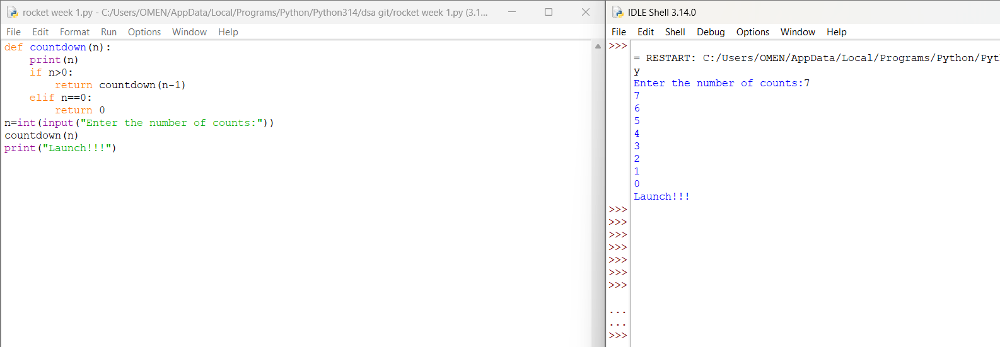 rocket week 1.py - C:/Users/OMEN/AppData/Local/Programs/Python/Python314/dsa git/rocket week 1.py (3.1...
File Edit Format Run Options Window Help
def countdown(n):
    print(n)
    if n>0:
        return countdown(n-1)
    elif n==0:
        return 0
n=int(input("Enter the number of counts:"))
countdown(n)
print("Launch!!!")
IDLE Shell 3.14.0
File Edit Shell Debug Options Window Help
>>>
= RESTART: C:/Users/OMEN/AppData/Local/Programs/Python/Pyt
y
Enter the number of counts:7
7
6
5
4
3
2
1
0
Launch!!!
>>>
>>>
>>>
>>>
>>>
>>>
>>>
...
...
>>>